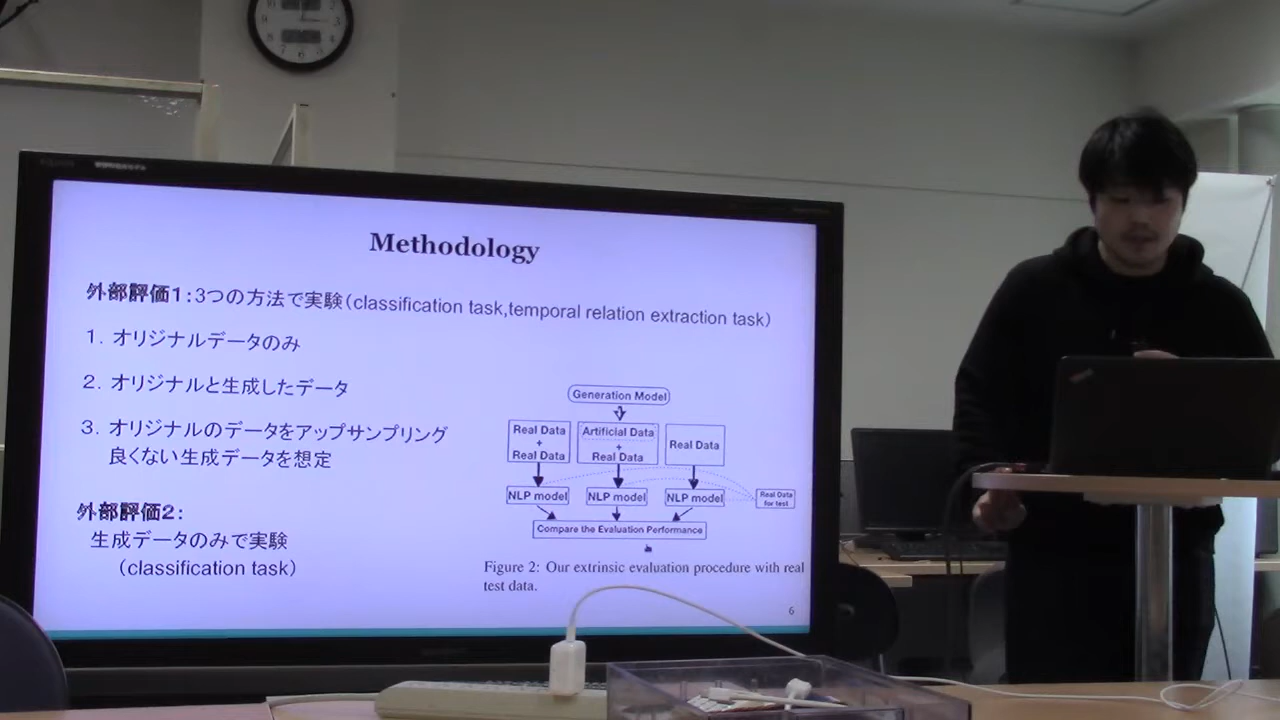 Methodology
外部評価1：3つの方法で実験（classification task,temporal relation extraction task）
1．オリジナルデータのみ
2．オリジナルと生成したデータ
3．オリジナルのデータをアップサンプリング
良くない生成データを想定
外部評価2：
生成データのみで実験
（classification task）
Generation Model
Real Data
+
Real Data
Artificial Data
+
Real Data
Real Data
NLP model
NLP model
NLP model
Real Data
for test
Compare the Evaluation Performance
Figure 2: Our extrinsic evaluation procedure with real
test data.
6